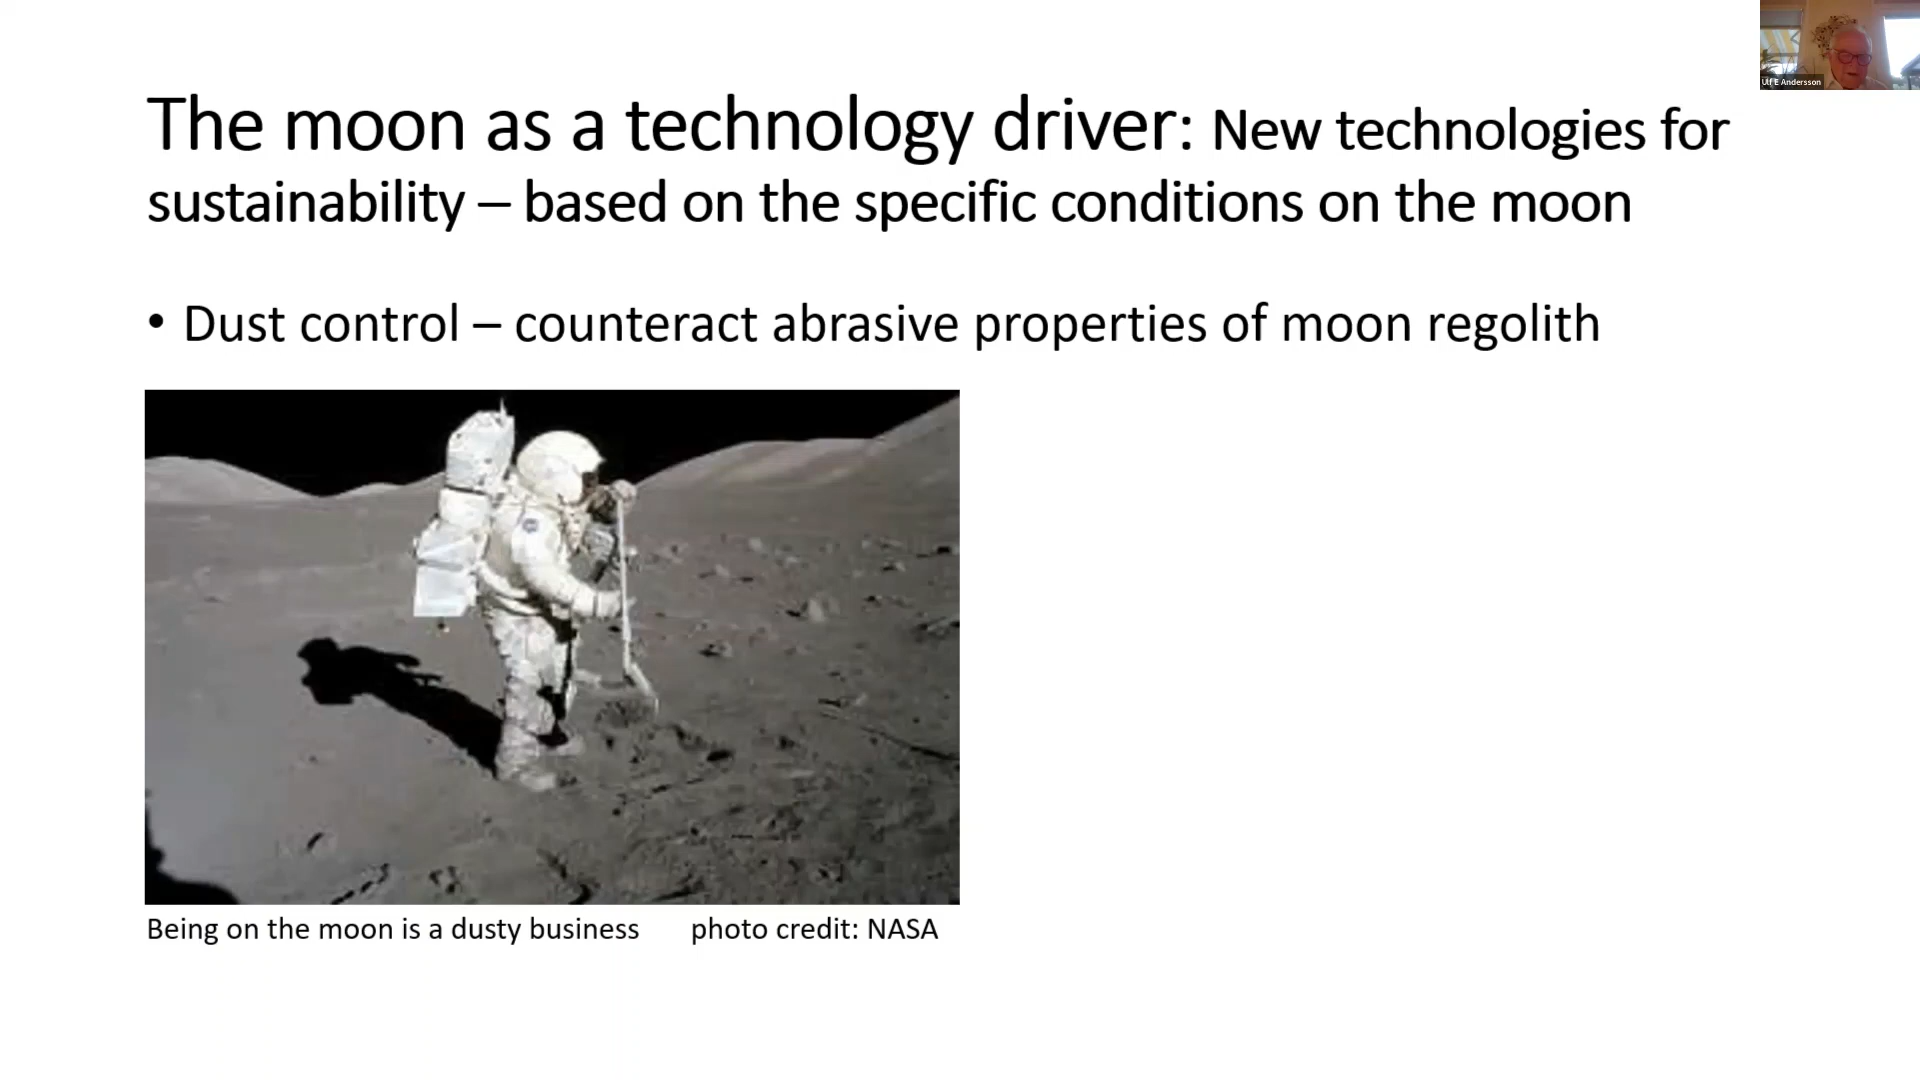 Ulf E Andersson
The moon as a technology driver: New technologies for
sustainability – based on the specific conditions on the moon
• Dust control – counteract abrasive properties of moon regolith
Being on the moon is a dusty business photo credit: NASA